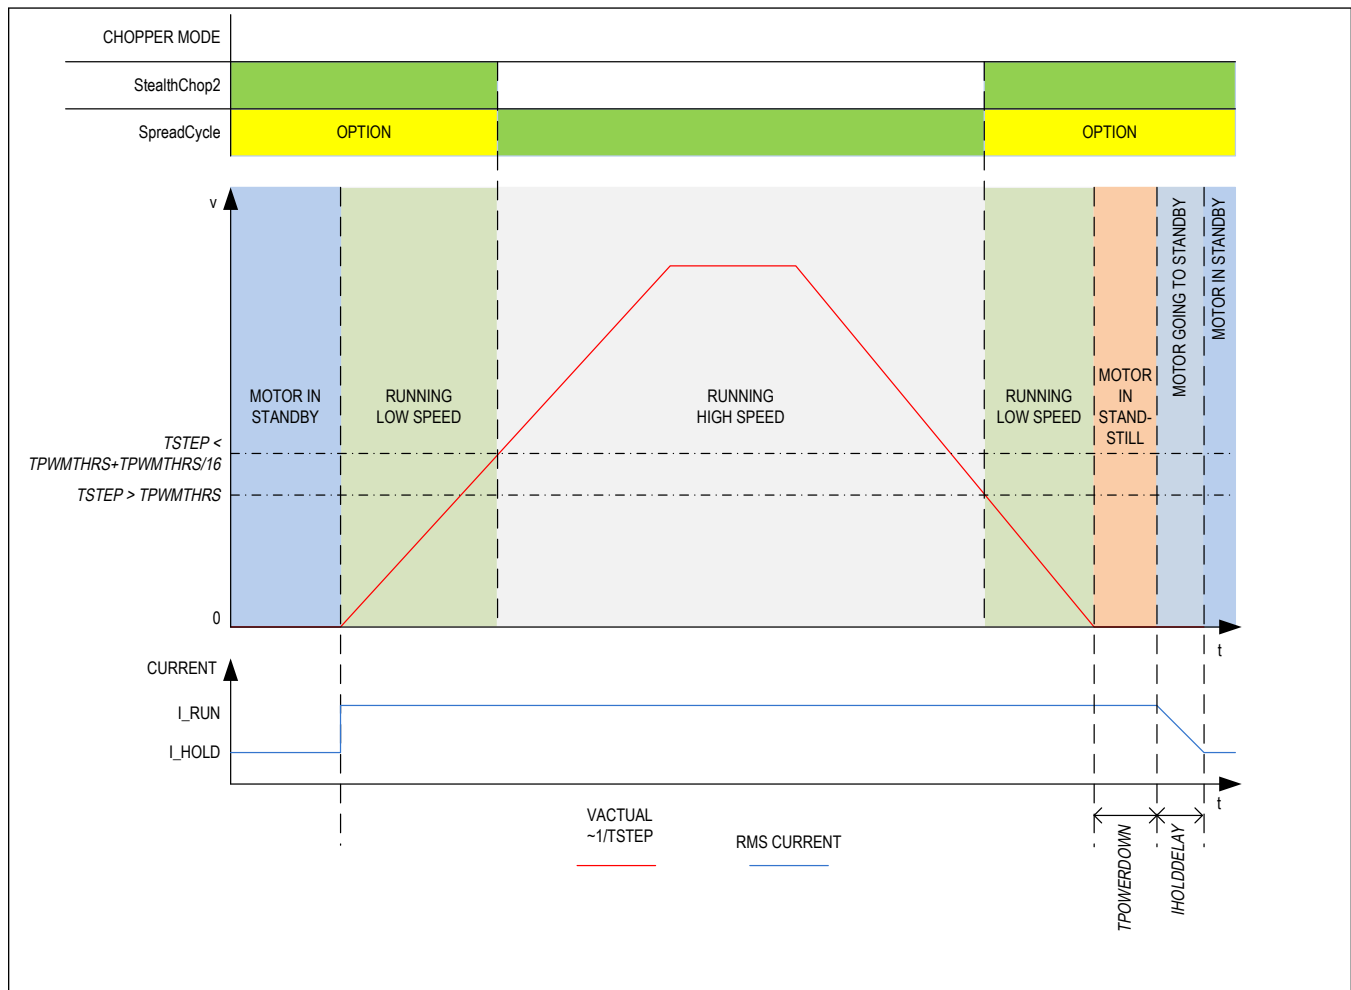 CHOPPER MODE
StealthChop2
SpreadCycle
OPTION
OPTION
v
MOTOR IN
STANDBY
RUNNING
LOW SPEED
RUNNING
HIGH SPEED
RUNNING
LOW SPEED
MOTOR
IN
STAND-
STILL
MOTOR GOING TO STANDBY
MOTOR IN STANDBY
TSTEP <
TPWMTHRS+TPWMTHRS/16
TSTEP > TPWMTHRS
0
t
CURRENT
I_RUN
I_HOLD
t
VACTUAL
~1/TSTEP
RMS CURRENT
TPOWERDOWN
IHOLDDELAY